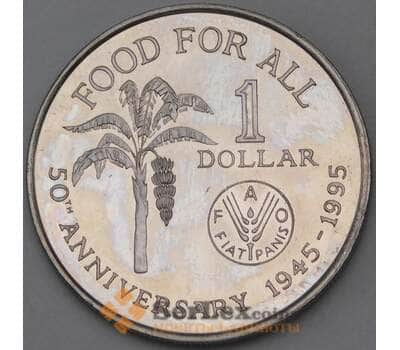 FOOD FOR ALL
1
DOLLAR
50TH ANNIVERSARY 1945-1995
F A O
FIAT PANIS